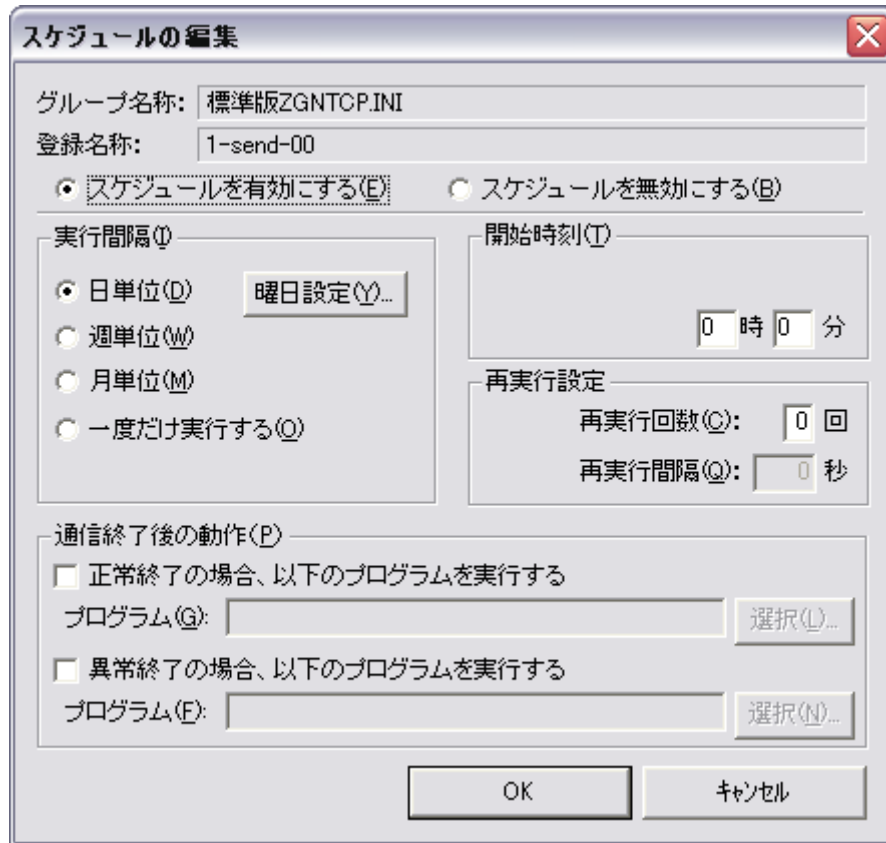 スケジュールの編集
グループ名称: 標準版ZGNTCP.INI
登録名称: 1-send-00
スケジュールを有効にする(E) スケジュールを無効にする(B)
実行間隔(I) 開始時刻(T)
日単位(D) 曜日設定(Y)...
週単位(W) 0 時 0 分
月単位(M) 再実行設定
一度だけ実行する(O) 再実行回数(C): 0 回
再実行間隔(Q): 0 秒
通信終了後の動作(P)
正常終了の場合、以下のプログラムを実行する
プログラム(G): 選択(L)...
異常終了の場合、以下のプログラムを実行する
プログラム(F): 選択(N)...
OK キャンセル